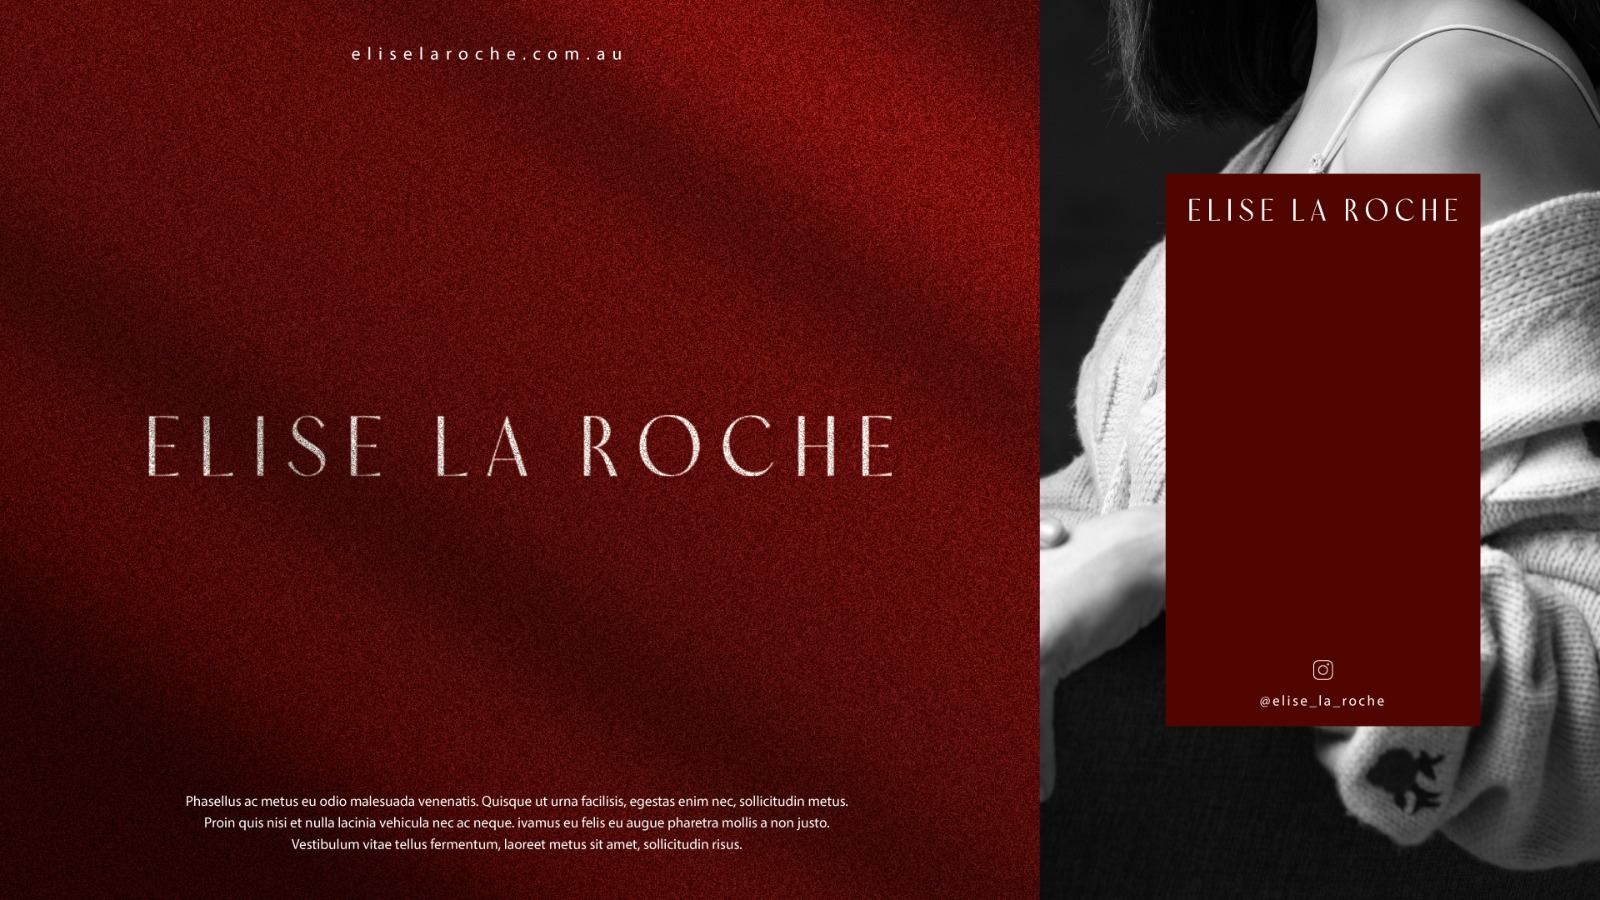 eliselaroche.com.au
ELISE LA ROCHE
Phasellus ac metus eu odio malesuada venenatis. Quisque ut urna facilisis, egestas enim nec, sollicitudin metus.
Proin quis nisi et nulla lacinia vehicula nec ac neque. ivamus eu felis eu augue pharetra mollis a non justo.
Vestibulum vitae tellus fermentum, laoreet metus sit amet, sollicitudin risus.
ELISE LA ROCHE
@elise_la_roche